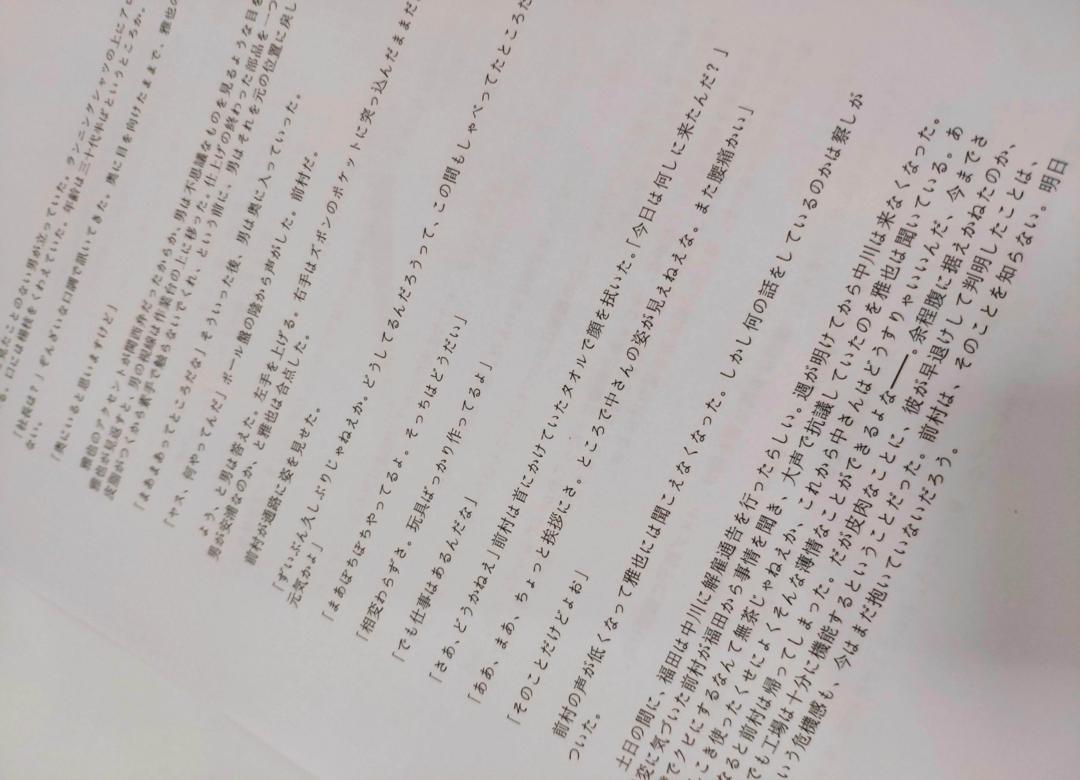 見たことのない男が立っていた。ランニングシャツの上にア
る。口には楊枝をくわえていた。年齢は三十代半ばというところか。
「社長は?」ぞんざいな口調で訊いてきた。奥に目を向けたままで、雅也の
ない。
「奥にいると思いますけど」
雅也のアクセントが関西弁だったからか、男は不思議なものを見るような目を
雅也が見返すと、男の視線は作業台の上に移った。仕上げの終わった部品を一つ
皮脂がつくから素手で触らないでくれ、という前に、男はそれを元の位置に戻し
「まあまあってところだな」そういった後、男は奥に入っていった。
「ヤス、何やってんだ」ボール盤の陰から声がした。前村だ。
よう、と男は答えた。左手を上げる。右手はズボンのポケットに突っ込んだままだ
男が安浦なのか、と雅也は合点した。
前村が通路に姿を見せた。
「ずいぶん久しぶりじゃねえか。どうしてるんだろうって、この間もしゃべってたところだ
元気かよ」
「まあぼちぼちやってるよ。そっちはどうだい」
「相変わらずさ。玩具ばっかり作ってるよ」
「でも仕事はあるんだな」
「さあ、どうかねえ」前村は首にかけていたタオルで顔を拭いた。「今日は何しに来たんだ?」
「ああ、まあ、ちょっと挨拶にさ。ところで中さんの姿が見えねえな。また腰痛かい」
「そのことだけどよお」
前村の声が低くなって雅也には聞こえなくなった。しかし何の話をしているのかは察しが
ついた。
土日の間に、福田は中川に解雇通告を行ったらしい。週が明けてから中川は来なくなった。
変に気づいた前村が福田から事情を聞き、大声で抗議していたのを雅也は聞いている。あ
でクビにするなんて無茶じゃねえか、これから中さんはどうすりゃいいんだ、今までさ
こき使ったくせによくそんな薄情なことができるよな――。余程腹に据えかねたのか、
なると前村は帰ってしまった。だが皮肉なことに、彼が早退けして判明したことは、
でも工場は十分に機能するということだった。前村は、そのことを知らない。明日
いう危機感も、今はまだ抱いていないだろう。